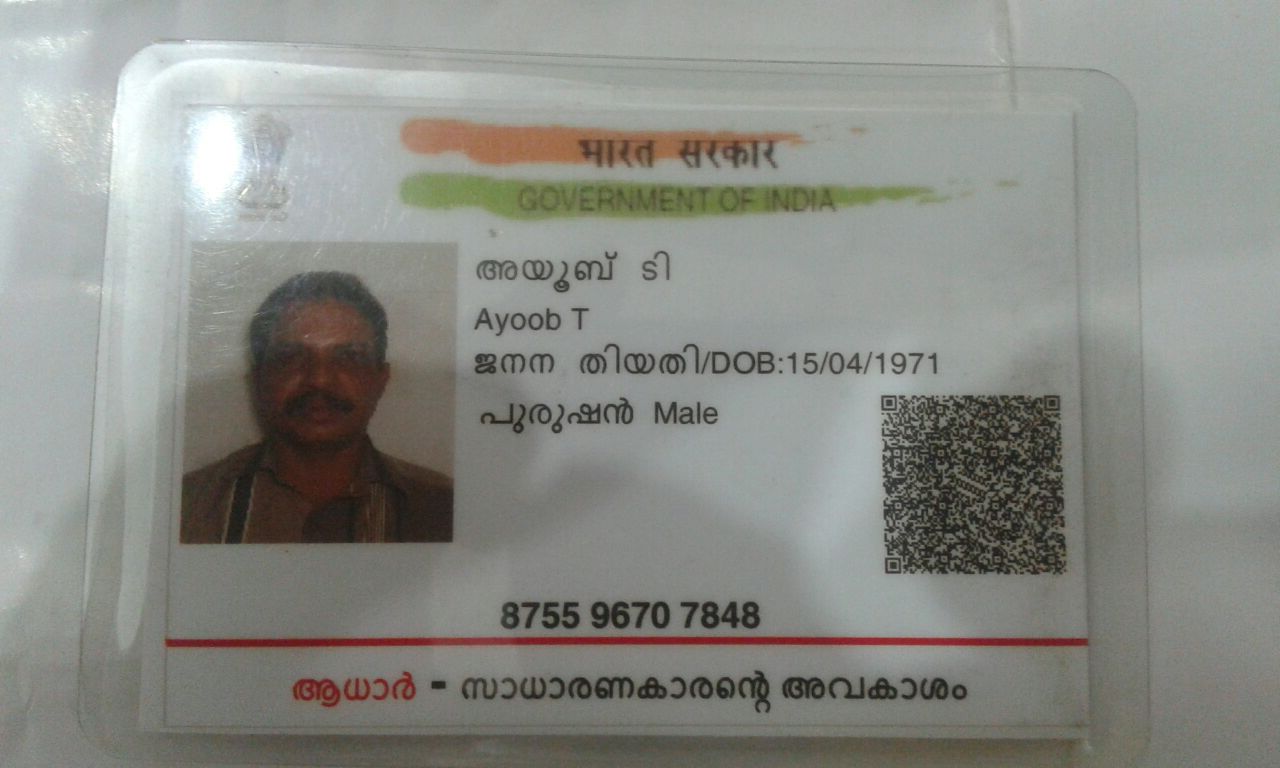 भारत सरकार
GOVERNMENT OF INDIA
അയൂബ് ടി
Ayoob T
ജനന തിയതി/DOB:15/04/1971
പുരുഷൻ Male
8755 9670 7848
ആധാർ - സാധാരണകാരന്റെ അവകാശം